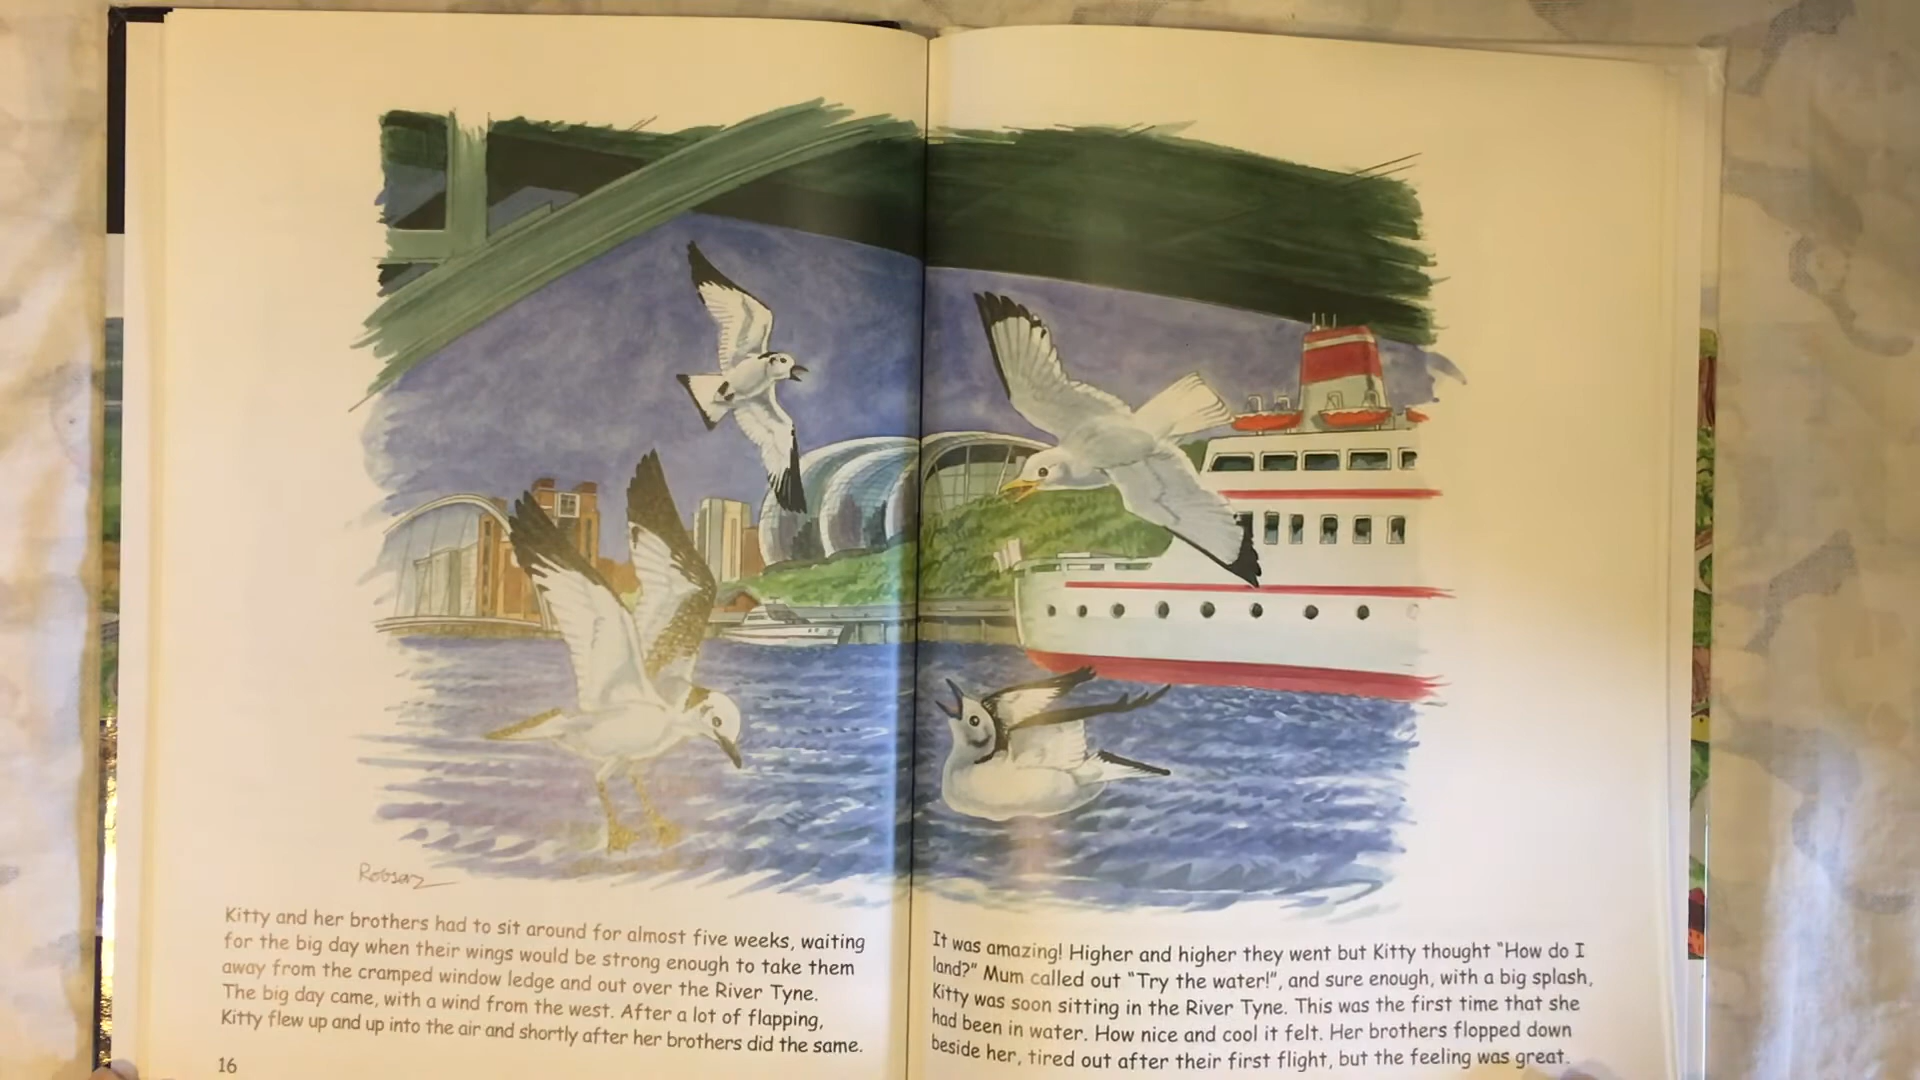 Robson
Kitty and her brothers had to sit around for almost five weeks, waiting
for the big day when their wings would be strong enough to take them
away from the cramped window ledge and out over the River Tyne.
The big day came, with a wind from the west. After a lot of flapping,
Kitty flew up and up into the air and shortly after her brothers did the same.
16
It was amazing! Higher and higher they went but Kitty thought "How do I
land?" Mum called out "Try the water!", and sure enough, with a big splash,
Kitty was soon sitting in the River Tyne. This was the first time that she
had been in water. How nice and cool it felt. Her brothers flopped down
beside her, tired out after their first flight, but the feeling was great.